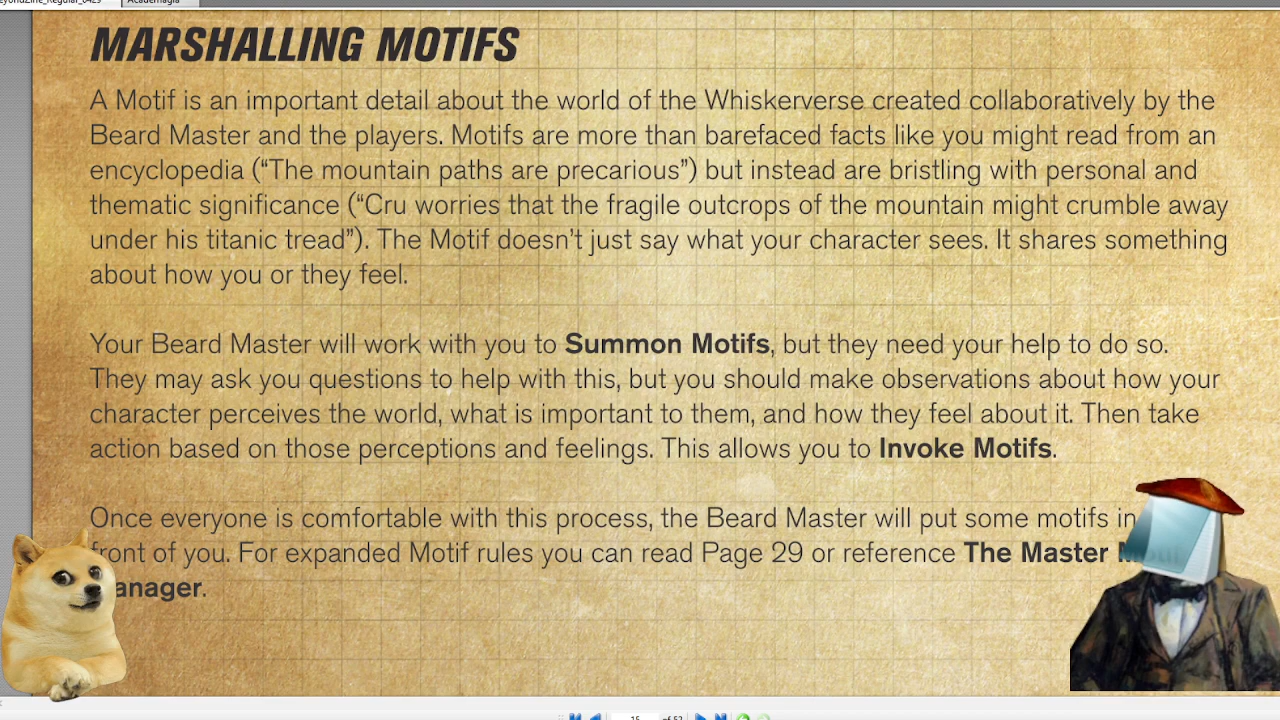 MARSHALLING MOTIFS
A Motif is an important detail about the world of the Whiskerverse created collaboratively by the
Beard Master and the players. Motifs are more than barefaced facts like you might read from an
encyclopedia (“The mountain paths are precarious”) but instead are bristling with personal and
thematic significance (“Cru worries that the fragile outcrops of the mountain might crumble away
under his titanic tread”). The Motif doesn’t just say what your character sees. It shares something
about how you or they feel.
Your Beard Master will work with you to Summon Motifs, but they need your help to do so.
They may ask you questions to help with this, but you should make observations about how your
character perceives the world, what is important to them, and how they feel about it. Then take
action based on those perceptions and feelings. This allows you to Invoke Motifs.
Once everyone is comfortable with this process, the Beard Master will put some motifs in
front of you. For expanded Motif rules you can read Page 29 or reference The Master
anager.